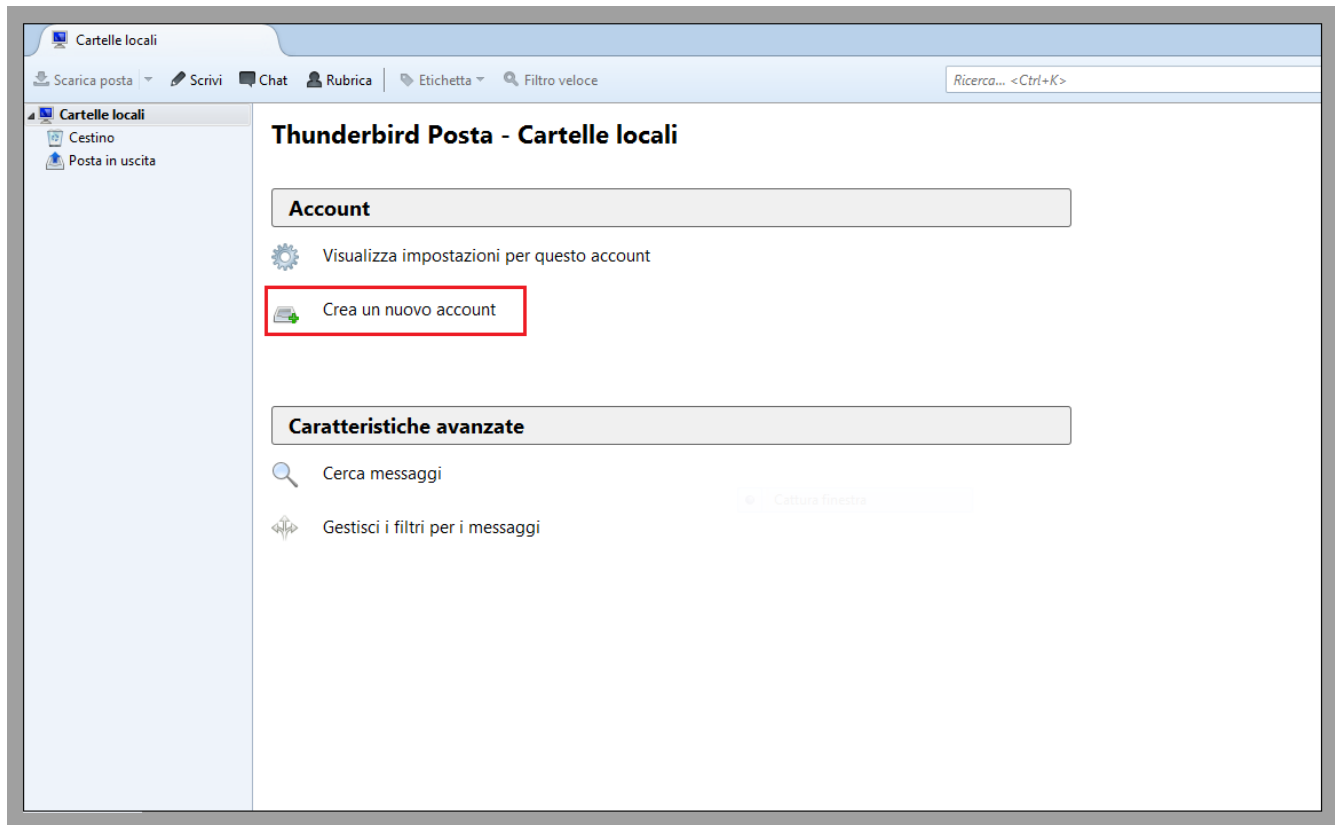 Cartelle locali
Scarica posta Scrivi Chat Rubrica Etichetta Filtro veloce Ricerca... <Ctrl+K>
Cartelle locali
Cestino
Posta in uscita
Thunderbird Posta - Cartelle locali
Account
Visualizza impostazioni per questo account
Crea un nuovo account
Caratteristiche avanzate
Cerca messaggi
Cattura finestra
Gestisci i filtri per i messaggi